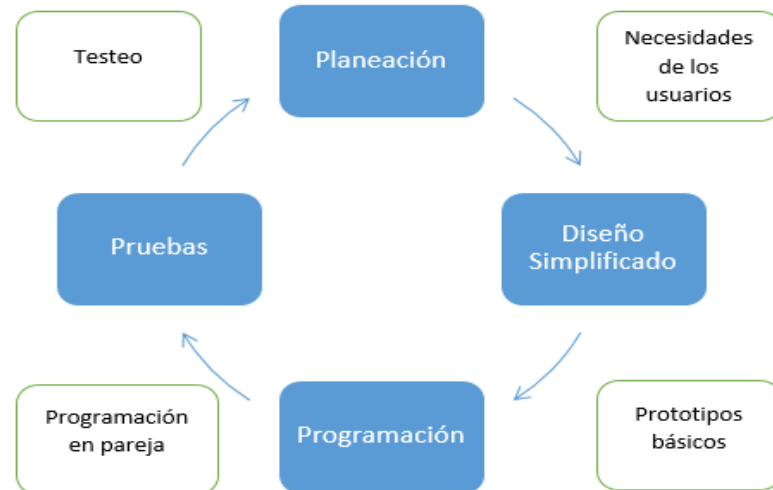 Testeo
Planeación
Necesidades
de los
usuarios
Pruebas
Diseño
Simplificado
Programación
en pareja
Programación
Prototipos
básicos